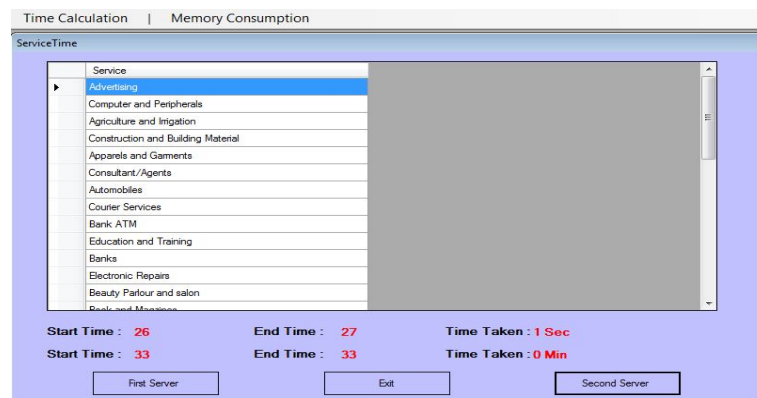 Time Calculation | Memory Consumption
ServiceTime
Service
Advertising
Computer and Peripherals
Agriculture and Irrigation
Construction and Building Material
Apparels and Garments
Consultant/Agents
Automobiles
Courier Services
Bank ATM
Education and Training
Banks
Electronic Repairs
Beauty Parlour and salon
Book and Magzines
Start Time : 26 End Time : 27 Time Taken : 1 Sec
Start Time : 33 End Time : 33 Time Taken : 0 Min
First Server Exit Second Server